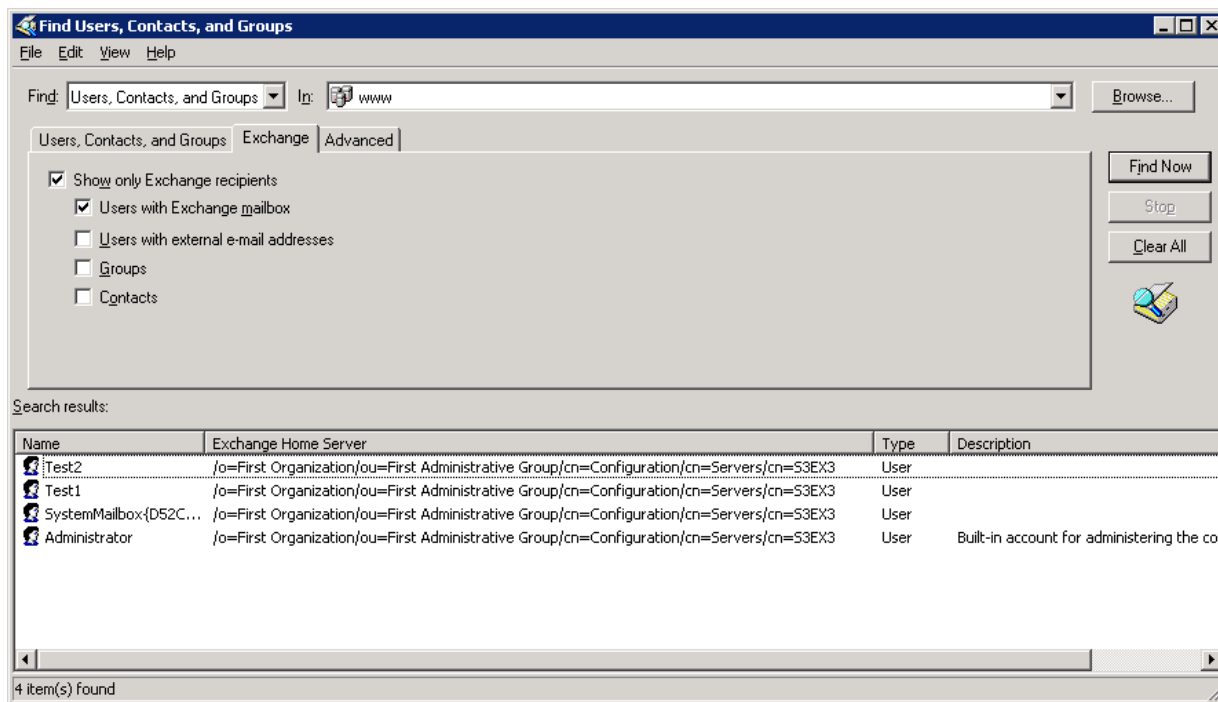 Find Users, Contacts, and Groups
File Edit View Help
Find: Users, Contacts, and Groups In: www Browse...
Users, Contacts, and Groups Exchange Advanced
Show only Exchange recipients
Users with Exchange mailbox
Users with external e-mail addresses
Groups
Contacts
Find Now
Stop
Clear All
Search results:
Name Exchange Home Server Type Description
Test2 /o=First Organization/ou=First Administrative Group/cn=Configuration/cn=Servers/cn=S3EX3 User
Test1 /o=First Organization/ou=First Administrative Group/cn=Configuration/cn=Servers/cn=S3EX3 User
SystemMailbox{D52C... /o=First Organization/ou=First Administrative Group/cn=Configuration/cn=Servers/cn=S3EX3 User
Administrator /o=First Organization/ou=First Administrative Group/cn=Configuration/cn=Servers/cn=S3EX3 User Built-in account for administering the co
4 item(s) found